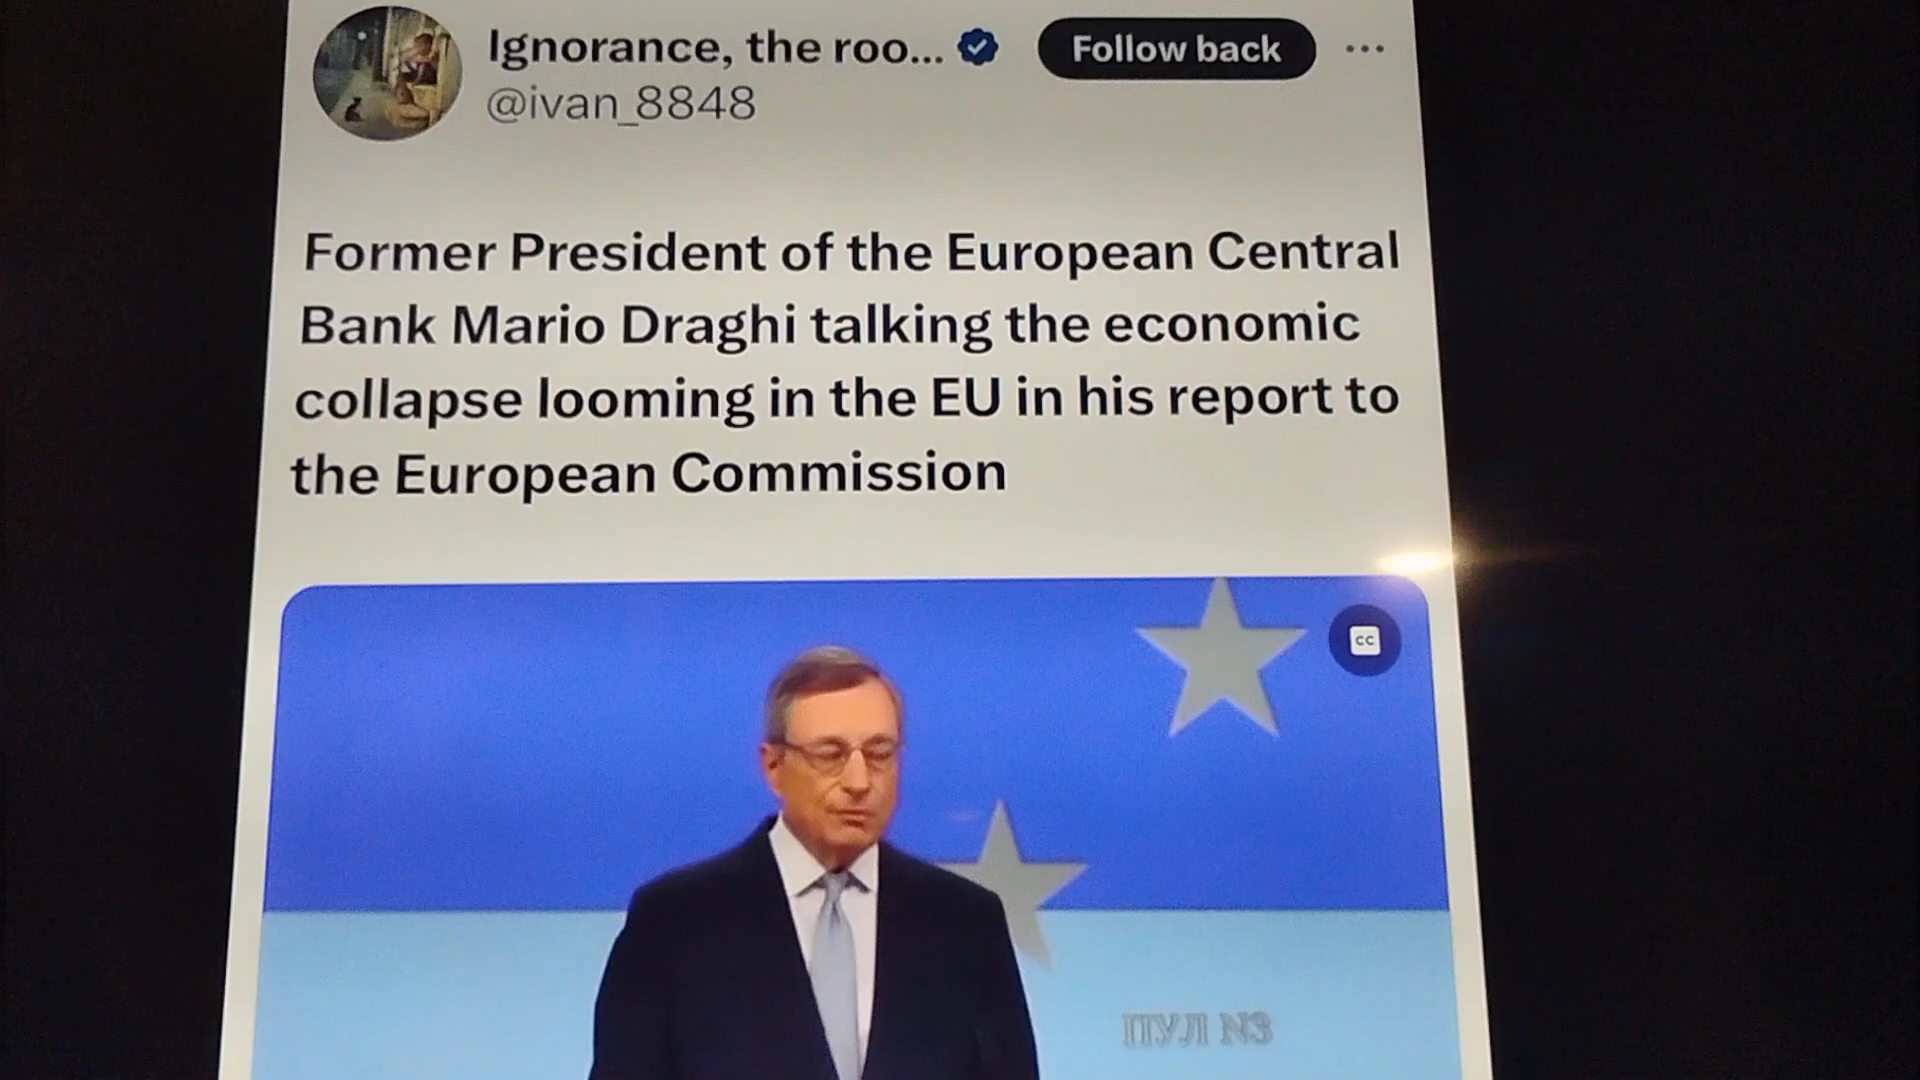 Ignorance, the roo...
Follow back
@ivan_8848
Former President of the European Central
Bank Mario Draghi talking the economic
collapse looming in the EU in his report to
the European Commission
CC
ПУЛ N3